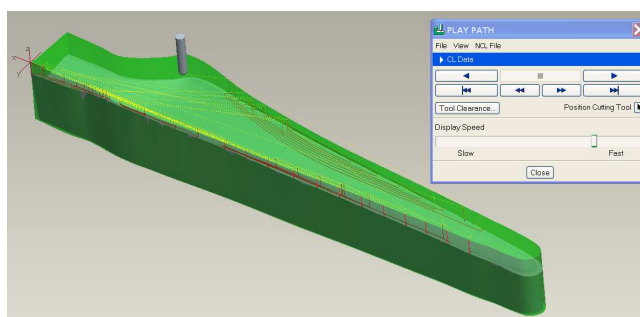 PLAY PATH
File View NCL File
CL Data
Tool Clearance...
Position Cutting Tool
Display Speed
Slow
Fast
Close
z
x
y